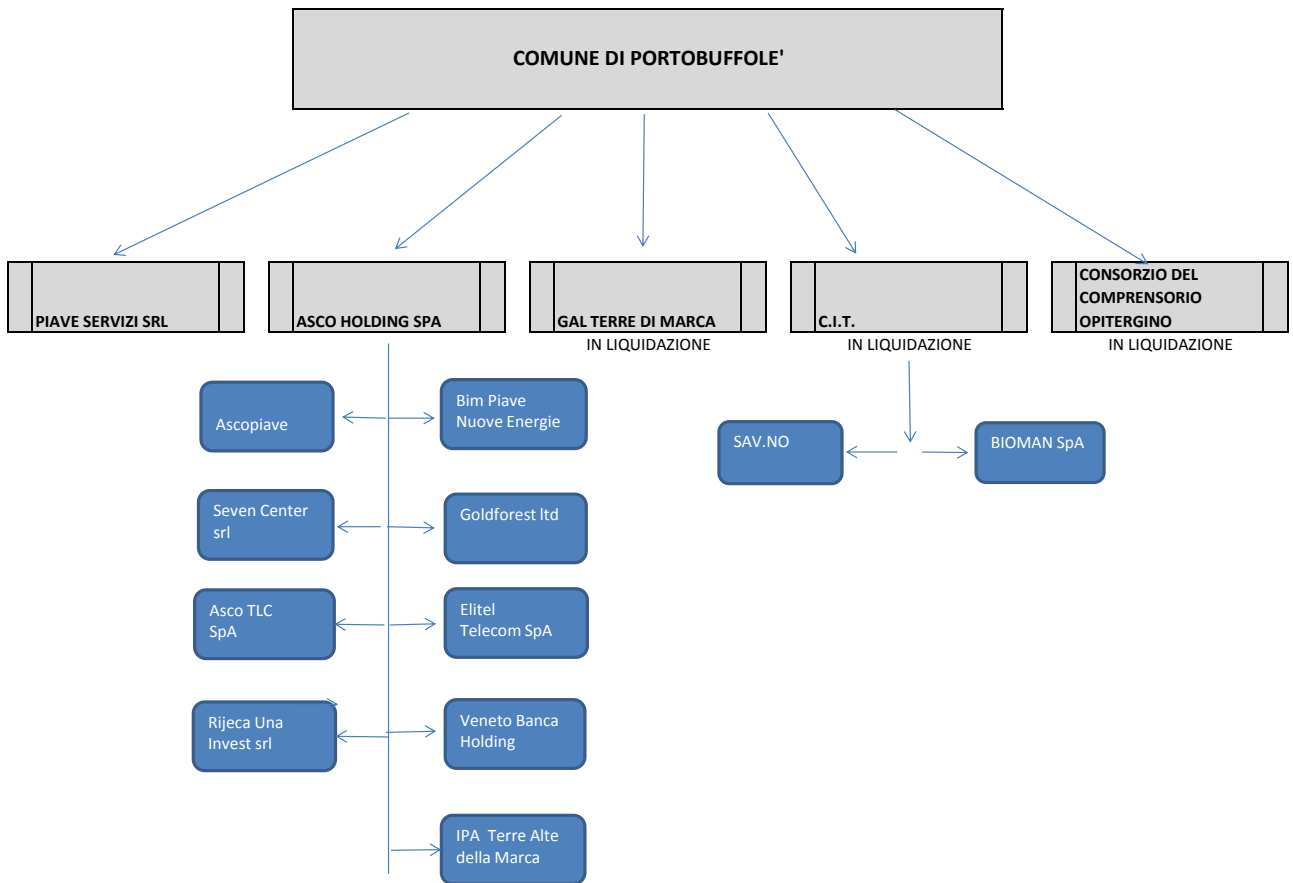 COMUNE DI PORTOBUFFOLE'
PIAVE SERVIZI SRL
ASCO HOLDING SPA
GAL TERRE DI MARCA
IN LIQUIDAZIONE
C.I.T.
IN LIQUIDAZIONE
CONSORZIO DEL
COMPRENSORIO
OPITERGINO
IN LIQUIDAZIONE
Ascopiave
Bim Piave
Nuove Energie
SAV.NO
BIOMAN SpA
Seven Center
srl
Goldforest ltd
Asco TLC
SpA
Elitel
Telecom SpA
Rijeca Una
Invest srl
Veneto Banca
Holding
IPA Terre Alte
della Marca